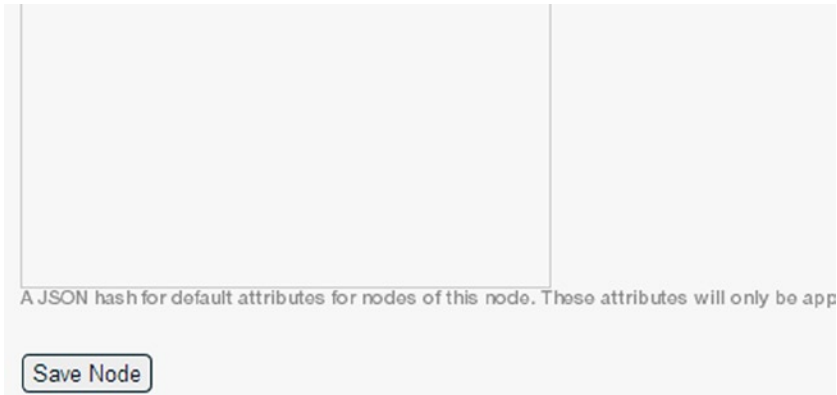 A JSON hash for default attributes for nodes of this node. These attributes will only be app
Save Node